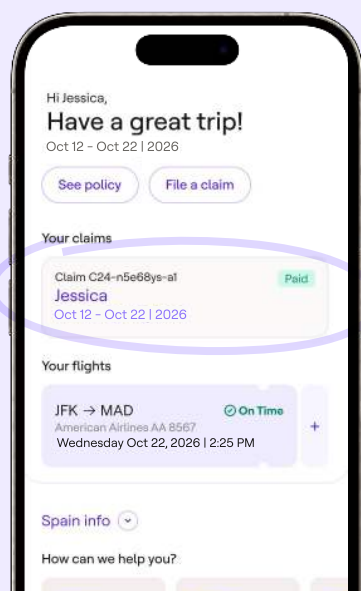 Hi Jessica,
Have a great trip!
Oct 12 - Oct 22 | 2026
See policy
File a claim
Your claims
Claim C24-n5e68ys-a1
Paid
Jessica
Oct 12 - Oct 22 | 2026
Your flights
JFK → MAD
On Time
American Airlines AA 8567
Wednesday Oct 22, 2026 | 2:25 PM
+
Spain info
How can we help you?